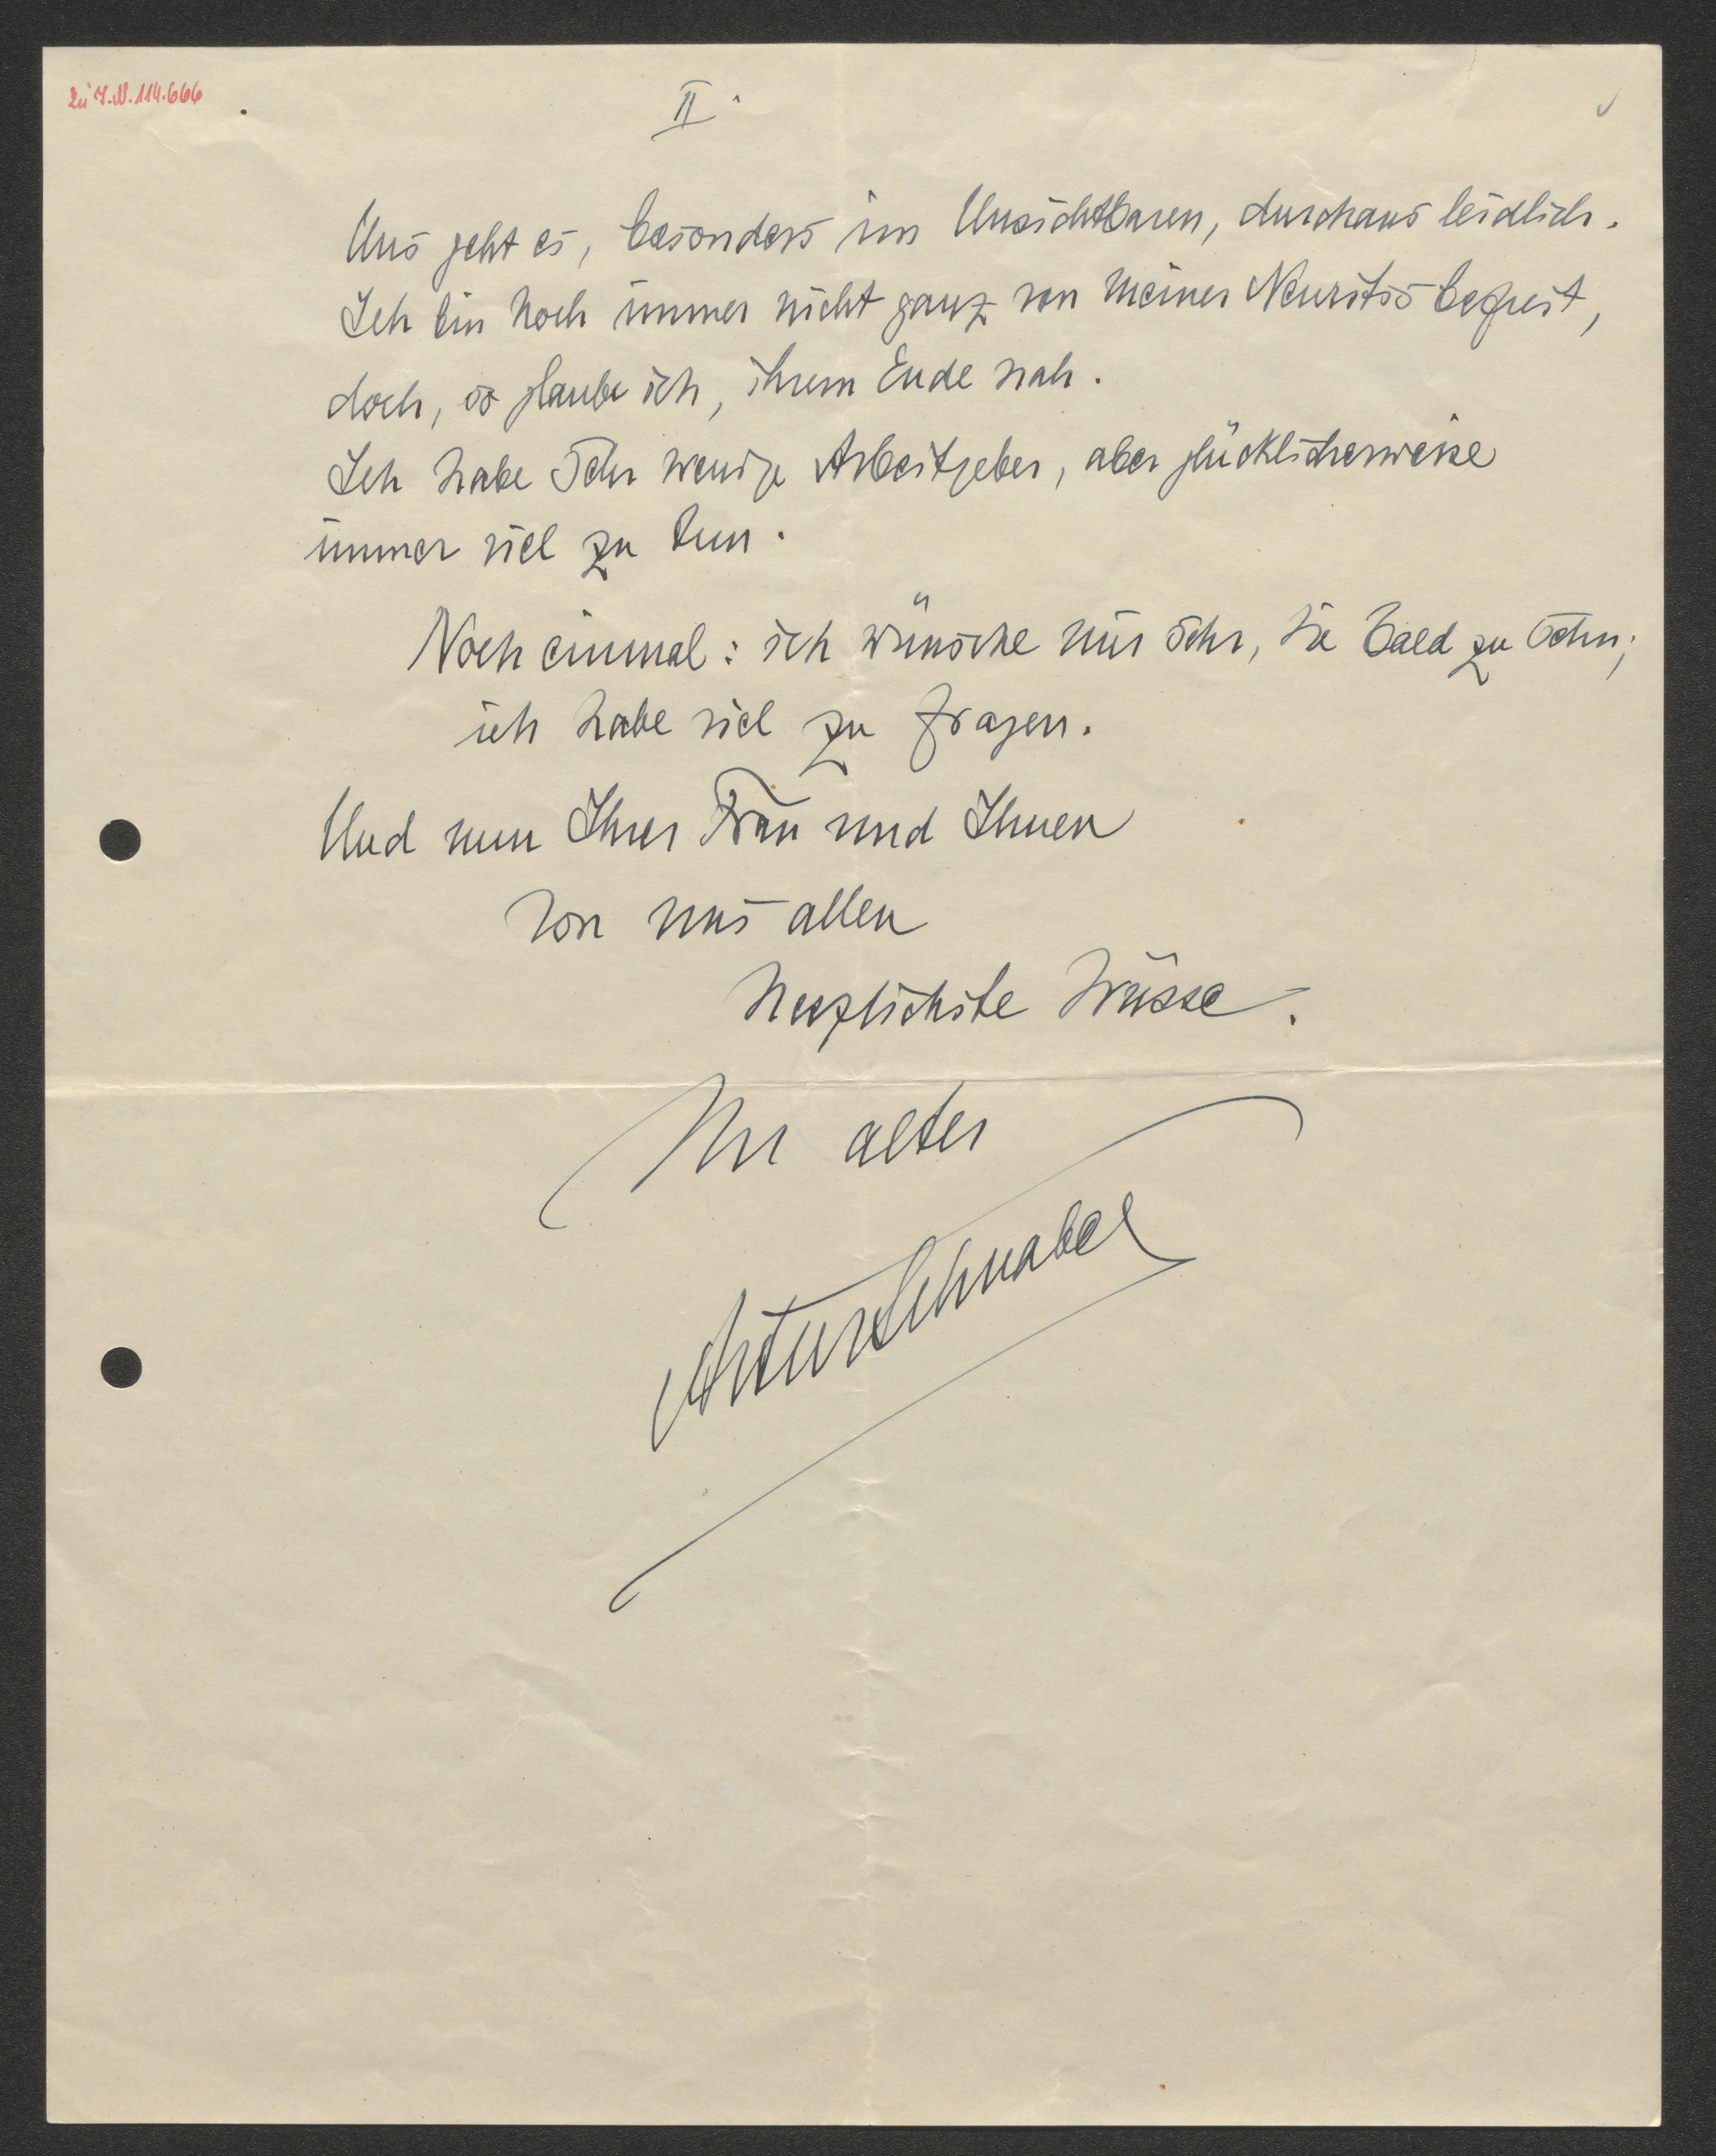 Zu I.N. 114.666
II
Uns geht es, besonders im Unsichtbaren, durchaus leidlich.
Ich bin noch immer nicht ganz von meiner Neuritis befreit,
doch, so glaube ich, ihrem Ende nah.
Ich habe sehr wenige Arbeitgeber, aber glücklicherweise
immer viel zu tun.
Noch einmal: ich wünsche mir sehr, Sie bald zu sehn;
ich habe viel zu fragen.
Und nun Ihrer Frau und Ihnen
von uns allen
herzlichste Grüsse.
Ihr alter
Artur Schnabel